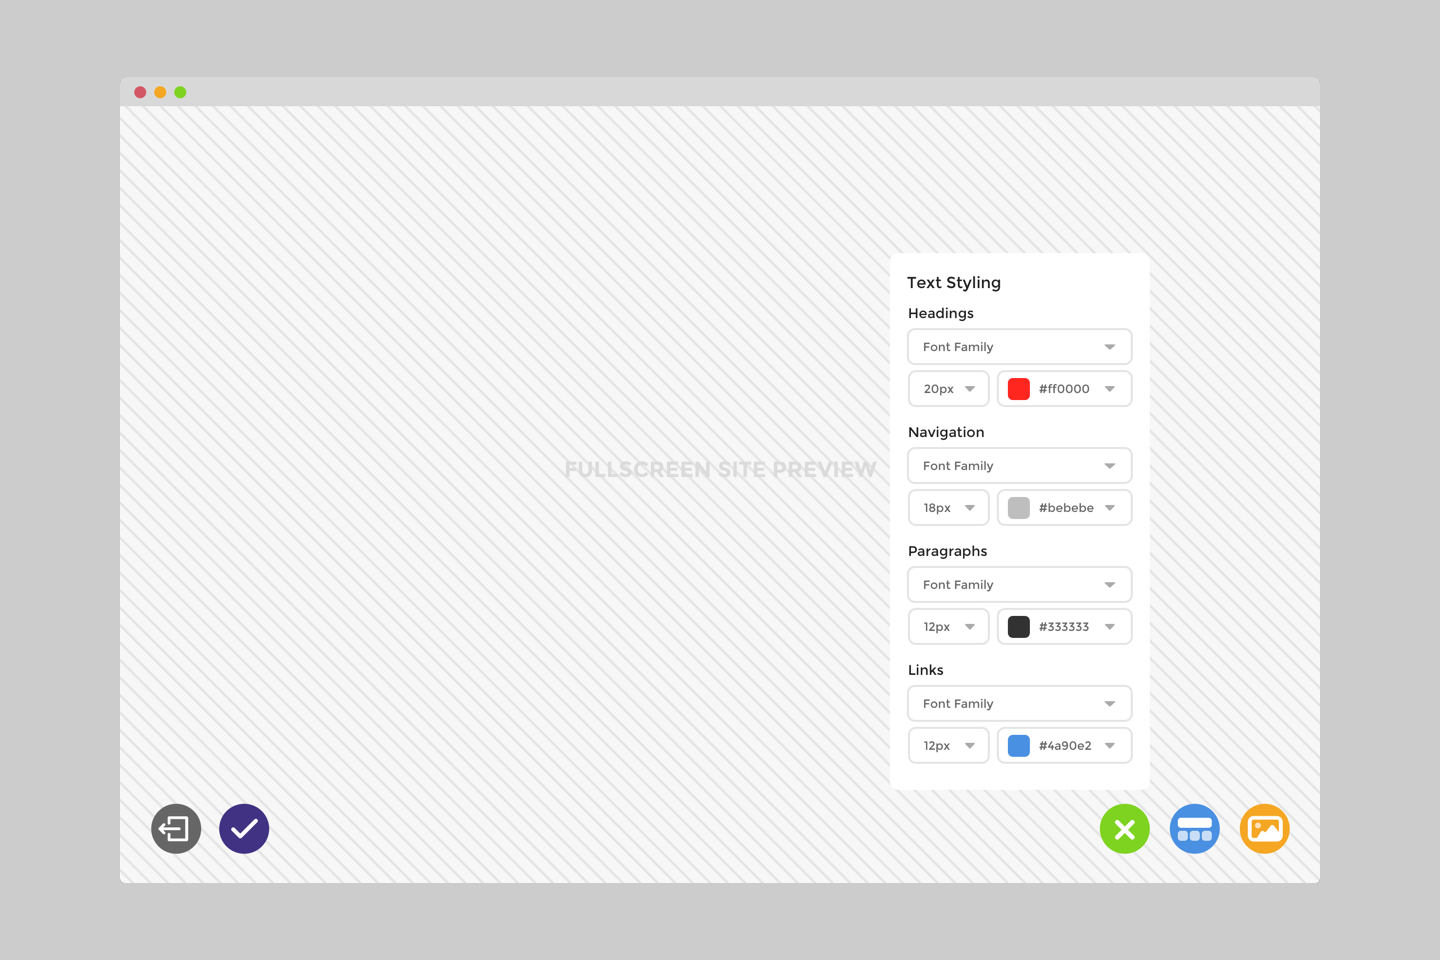 Text Styling
Headings
Font Family
20px #ff0000
Navigation
Font Family
18px #bebebe
FULLSCREEN SITE PREVIEW
Paragraphs
Font Family
12px #333333
Links
Font Family
12px #4a90e2